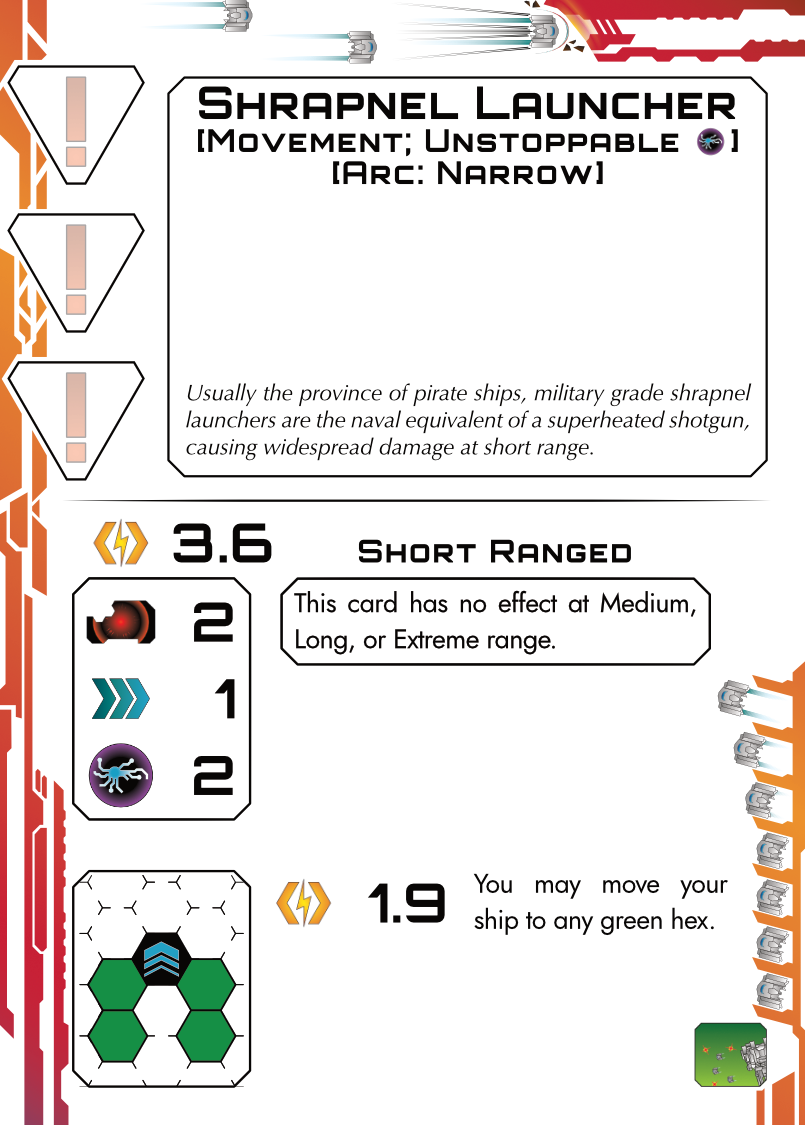 Shrapnel Launcher
[Movement; Unstoppable ]
[Arc: Narrow]
Usually the province of pirate ships, military grade shrapnel
launchers are the naval equivalent of a superheated shotgun,
causing widespread damage at short range.
3.6
Short Ranged
2
This card has no effect at Medium,
Long, or Extreme range.
1
2
1.9
You may move your
ship to any green hex.